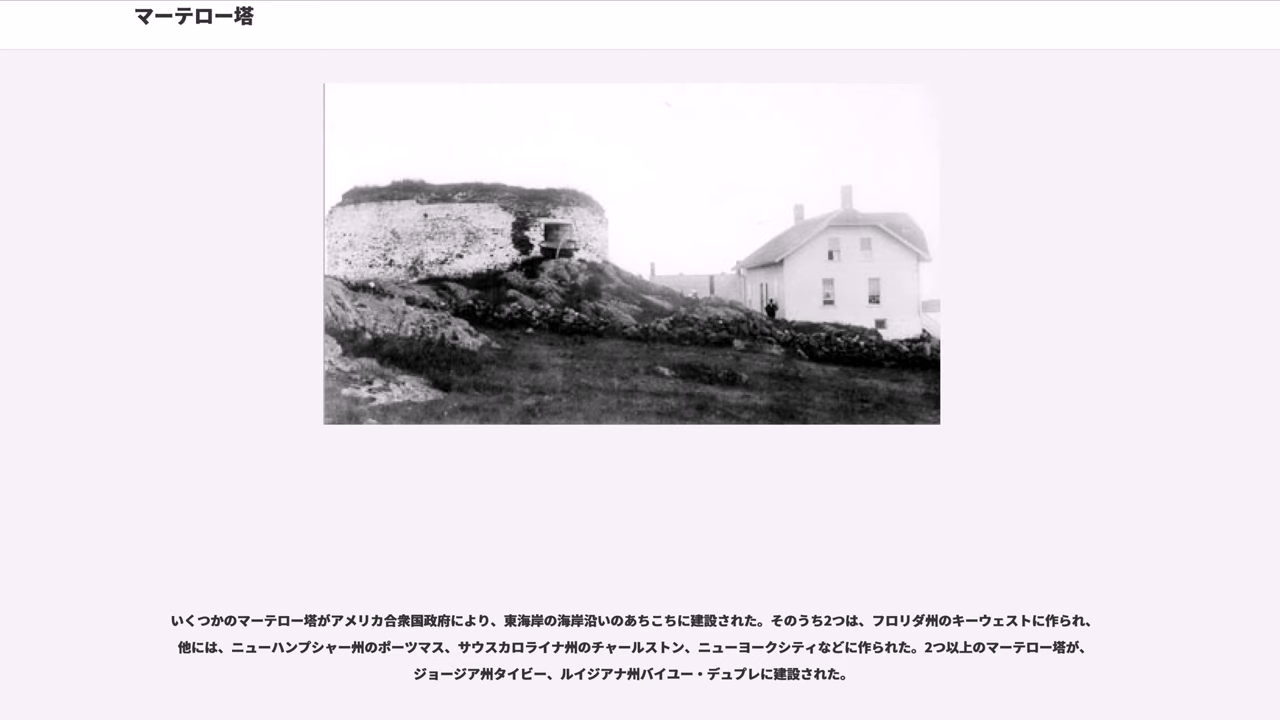 マーテロー塔
いくつかのマーテロー塔がアメリカ合衆国政府により、東海岸の海岸沿いのあちこちに建設された。そのうち2つは、フロリダ州のキーウェストに作られ、
他には、ニューハンプシャー州のポーツマス、サウスカロライナ州のチャールストン、ニューヨークシティなどに作られた。2つ以上のマーテロー塔が、
ジョージア州タイビー、ルイジアナ州バイユー・デュプレに建設された。